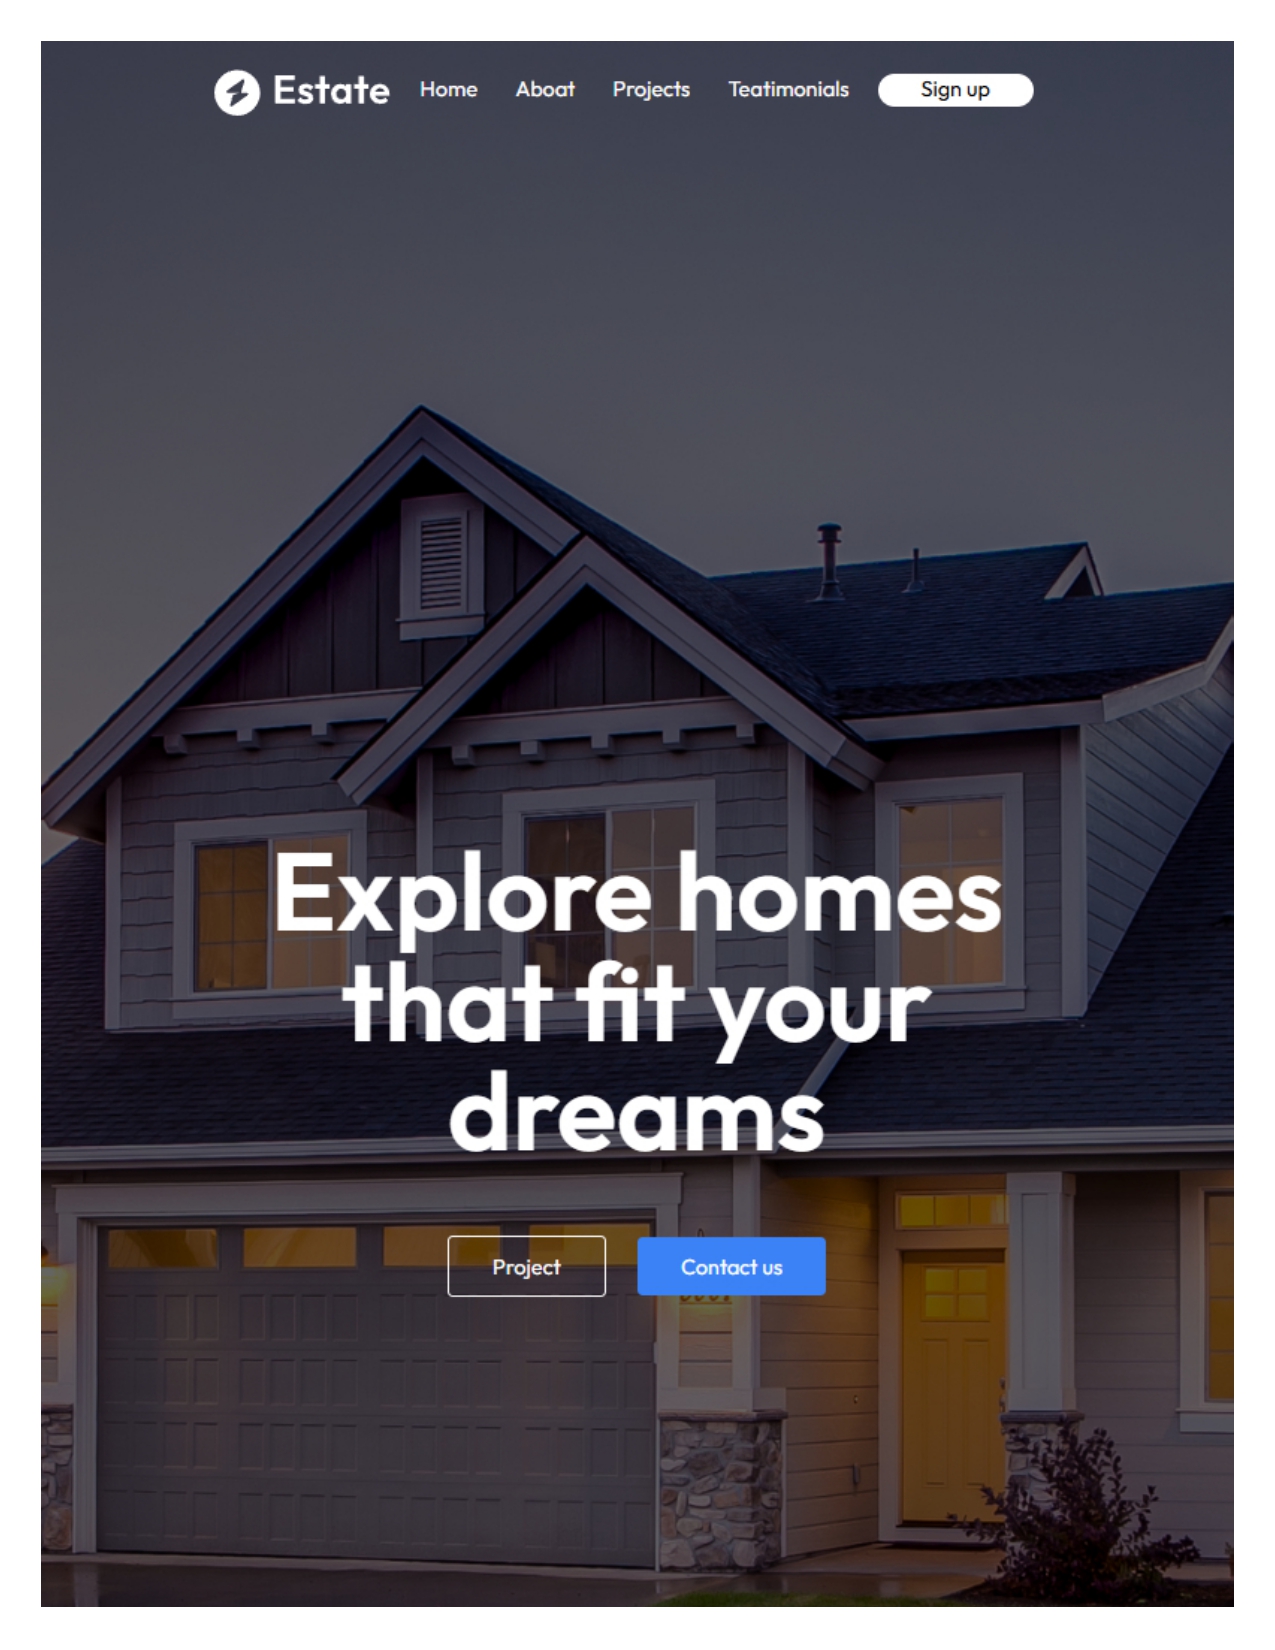 Estate Home Aboat Projects Teatimonials Sign up
Explore homes
that fit your
dreams
Project Contact us